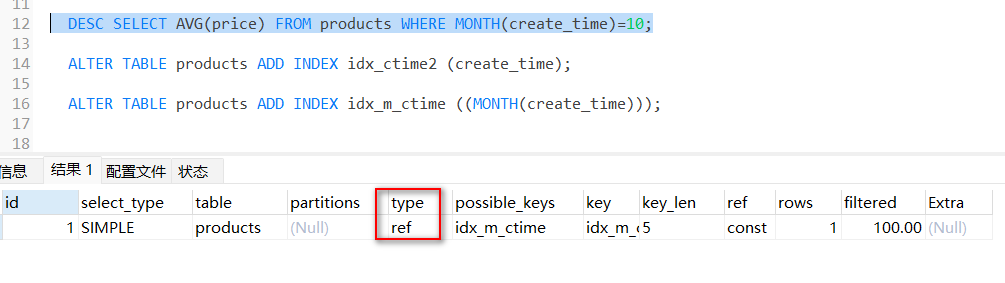 11
12 DESC SELECT AVG(price) FROM products WHERE MONTH(create_time)=10;
13
14 ALTER TABLE products ADD INDEX idx_ctime2 (create_time);
15
16 ALTER TABLE products ADD INDEX idx_m_ctime ((MONTH(create_time)));
17
18
信息 结果 1 配置文件 状态
id select_type table partitions type possible_keys key key_len ref rows filtered Extra
1 SIMPLE products (Null) ref idx_m_ctime idx_m_c 5 const 1 100.00 (Null)